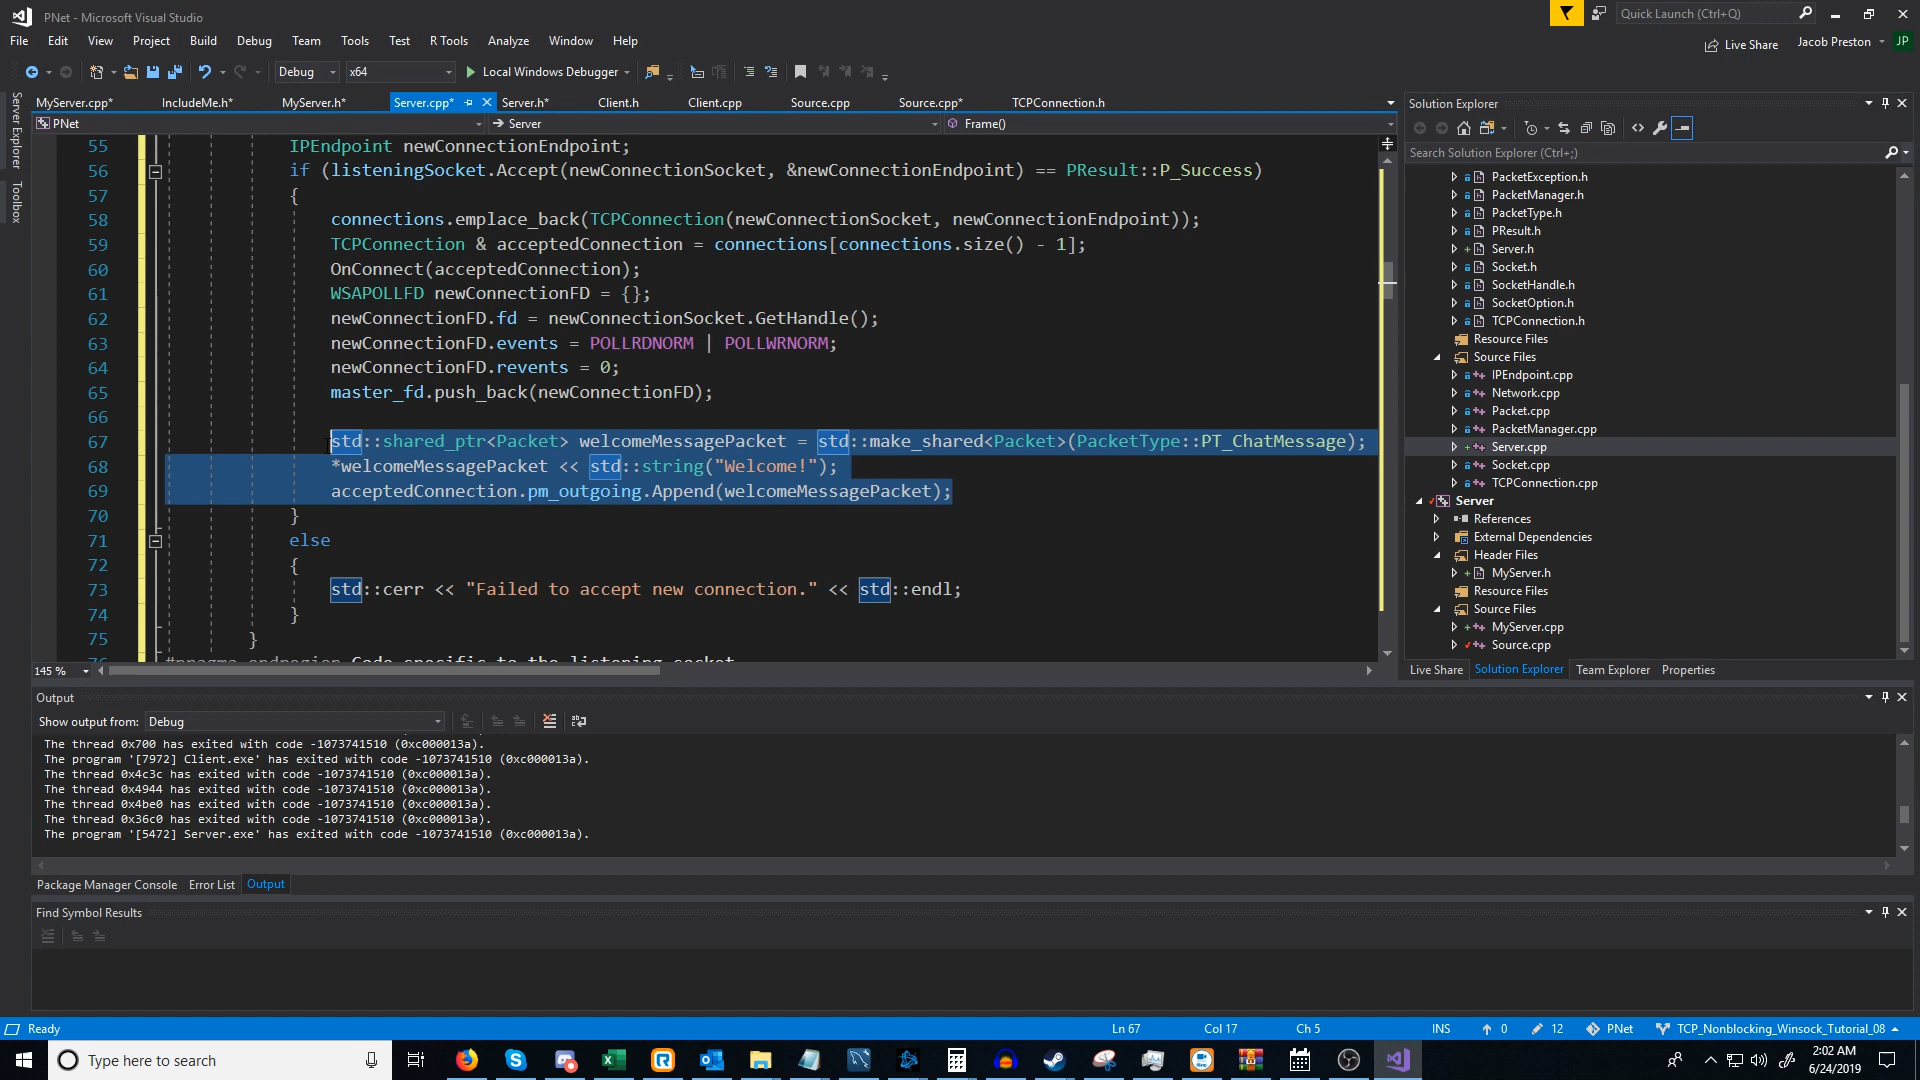 PNet - Microsoft Visual Studio
Quick Launch (Ctrl+Q)
File Edit View Project Build Debug Team Tools Test R Tools Analyze Window Help
Live Share Jacob Preston JP
Debug x64 Local Windows Debugger
MyServer.cpp* IncludeMe.h* MyServer.h* Server.cpp* Server.h* Client.h Client.cpp Source.cpp Source.cpp* TCPConnection.h
PNet Server Frame()
Server Explorer
Toolbox
55 IPEndpoint newConnectionEndpoint;
56 if (listeningSocket.Accept(newConnectionSocket, &newConnectionEndpoint) == PResult::P_Success)
57 {
58 connections.emplace_back(TCPConnection(newConnectionSocket, newConnectionEndpoint));
59 TCPConnection & acceptedConnection = connections[connections.size() - 1];
60 OnConnect(acceptedConnection);
61 WSAPOLLFD newConnectionFD = {};
62 newConnectionFD.fd = newConnectionSocket.GetHandle();
63 newConnectionFD.events = POLLRDNORM | POLLWRNORM;
64 newConnectionFD.revents = 0;
65 master_fd.push_back(newConnectionFD);
66
67 std::shared_ptr<Packet> welcomeMessagePacket = std::make_shared<Packet>(PacketType::PT_ChatMessage);
68 *welcomeMessagePacket << std::string("Welcome!");
69 acceptedConnection.pm_outgoing.Append(welcomeMessagePacket);
70 }
71 else
72 {
73 std::cerr << "Failed to accept new connection." << std::endl;
74 }
75 }
76 #pragma endregion Code specific to the listening socket
145 %
Solution Explorer
Search Solution Explorer (Ctrl+;)
PacketException.h
PacketManager.h
PacketType.h
PResult.h
Server.h
Socket.h
SocketHandle.h
SocketOption.h
TCPConnection.h
Resource Files
Source Files
IPEndpoint.cpp
Network.cpp
Packet.cpp
PacketManager.cpp
Server.cpp
Socket.cpp
TCPConnection.cpp
Server
References
External Dependencies
Header Files
MyServer.h
Resource Files
Source Files
MyServer.cpp
Source.cpp
Live Share Solution Explorer Team Explorer Properties
Output
Show output from: Debug
The thread 0x700 has exited with code -1073741510 (0xc000013a).
The program '[7972] Client.exe' has exited with code -1073741510 (0xc000013a).
The thread 0x4c3c has exited with code -1073741510 (0xc000013a).
The thread 0x4944 has exited with code -1073741510 (0xc000013a).
The thread 0x4be0 has exited with code -1073741510 (0xc000013a).
The thread 0x36c0 has exited with code -1073741510 (0xc000013a).
The program '[5472] Server.exe' has exited with code -1073741510 (0xc000013a).
Package Manager Console Error List Output
Find Symbol Results
Ready Ln 67 Col 17 Ch 5 INS 0 12 PNet TCP_Nonblocking_Winsock_Tutorial_08
Type here to search
2:02 AM
6/24/2019